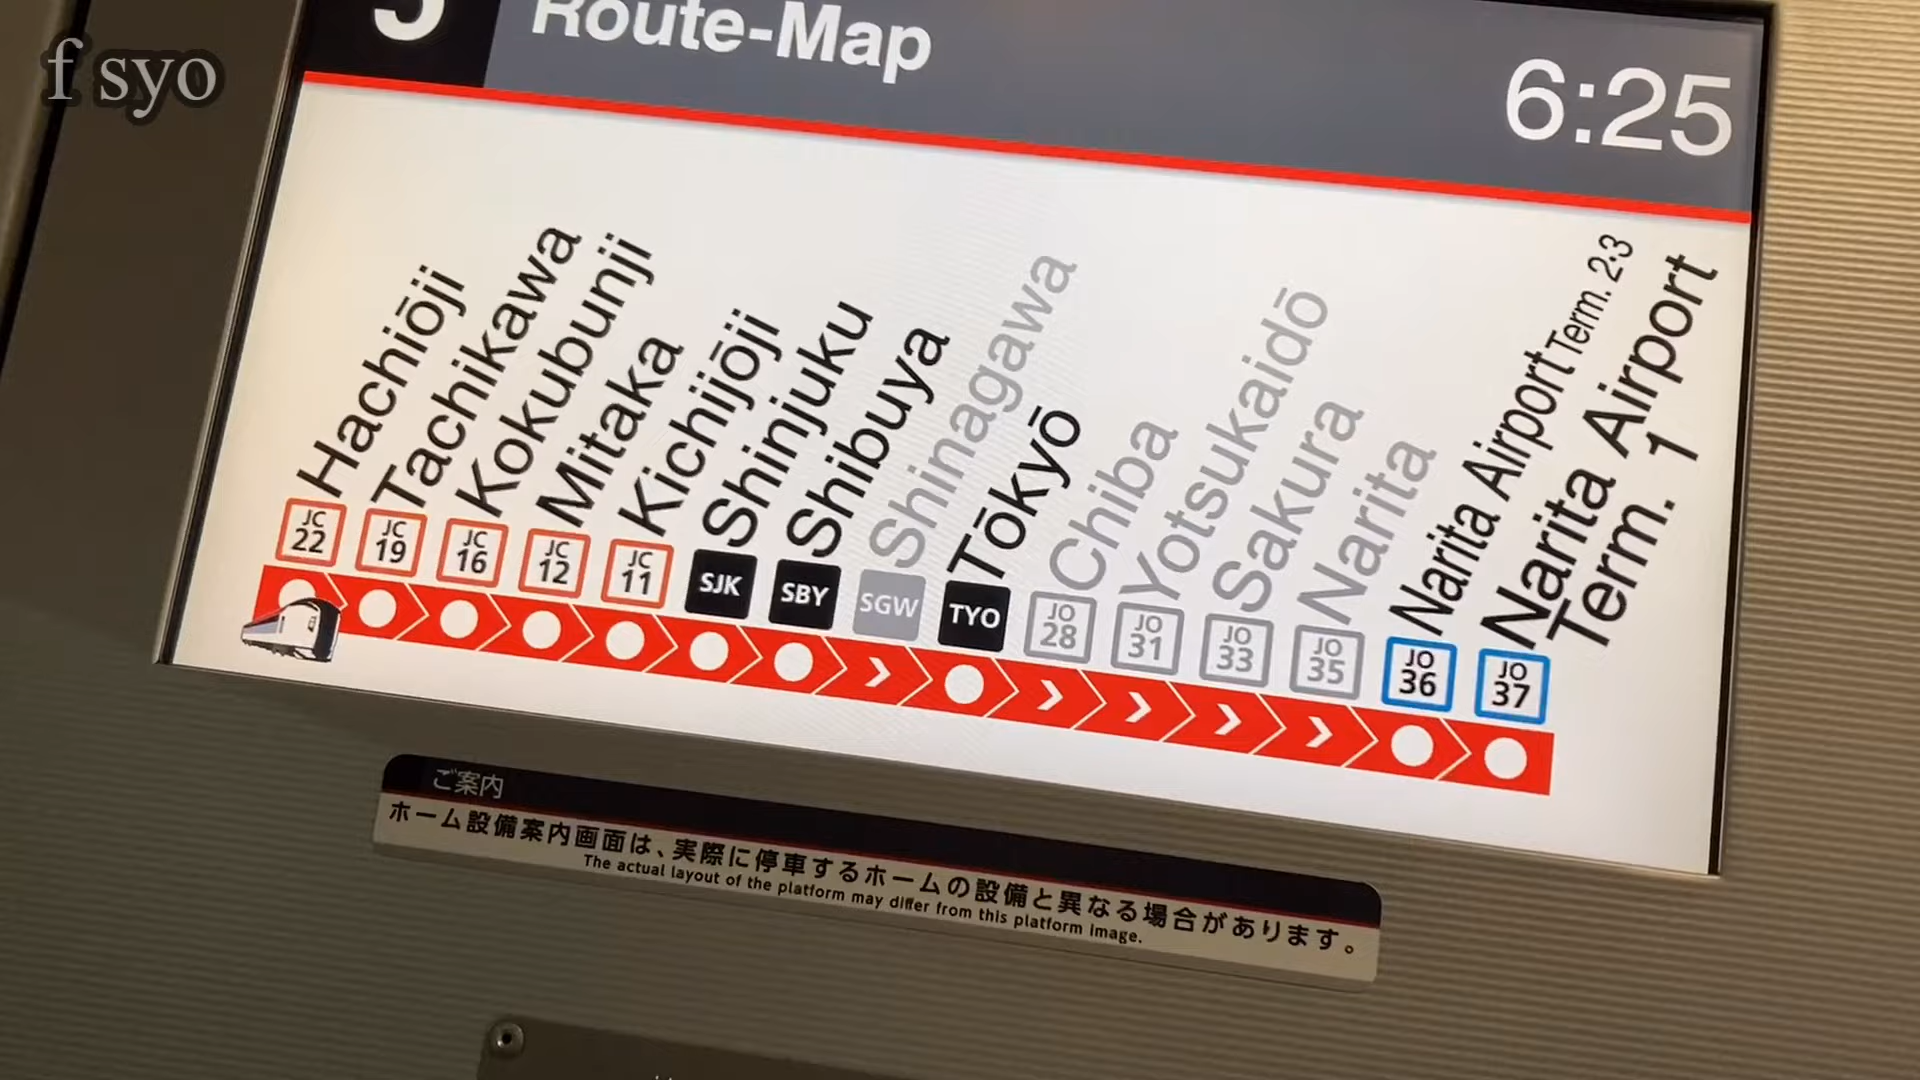 f syo
5
Route-Map
6:25
Hachiōji
Tachikawa
Kokubunji
Mitaka
Kichijōji
Shinjuku
Shibuya
Shinagawa
Tōkyō
Chiba
Yotsukaidō
Sakura
Narita
Narita Airport Term. 2·3
Narita Airport
Term. 1
JC
22
JC
19
JC
16
JC
12
JC
11
SJK
SBY
SGW
TYO
JO
28
JO
31
JO
33
JO
35
JO
36
JO
37
ご案内
ホーム設備案内画面は、実際に停車するホームの設備と異なる場合があります。
The actual layout of the platform may differ from this platform image.